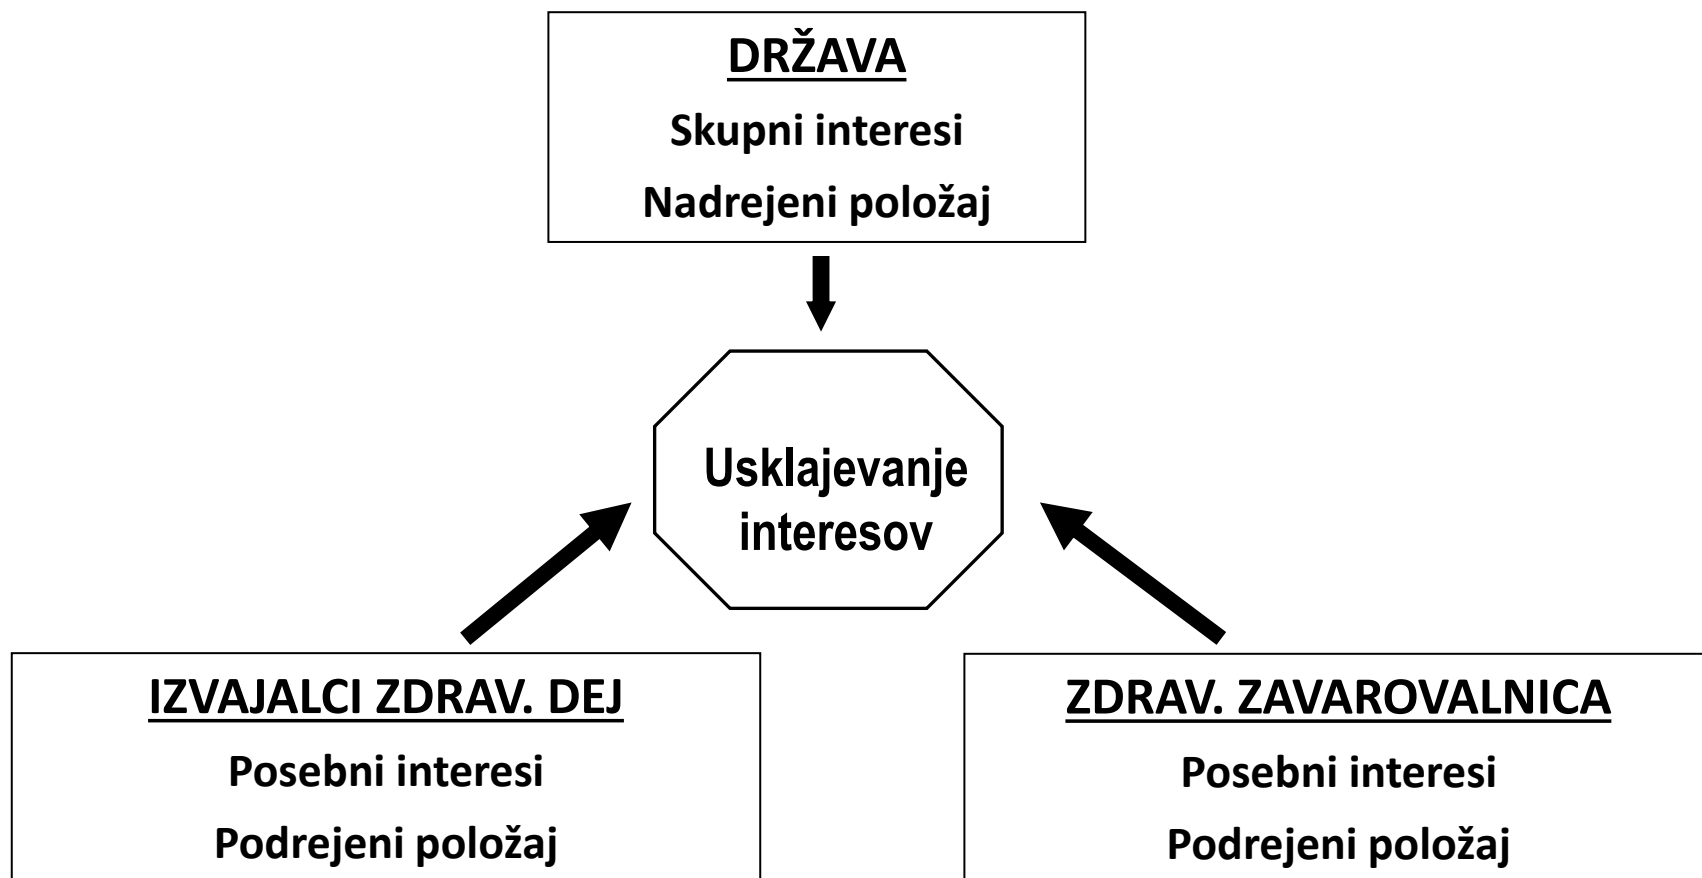 DRŽAVA
Skupni interesi
Nadrejeni položaj
Usklajevanje
interesov
IZVAJALCI ZDRAV. DEJ
Posebni interesi
Podrejeni položaj
ZDRAV. ZAVAROVALNICA
Posebni interesi
Podrejeni položaj